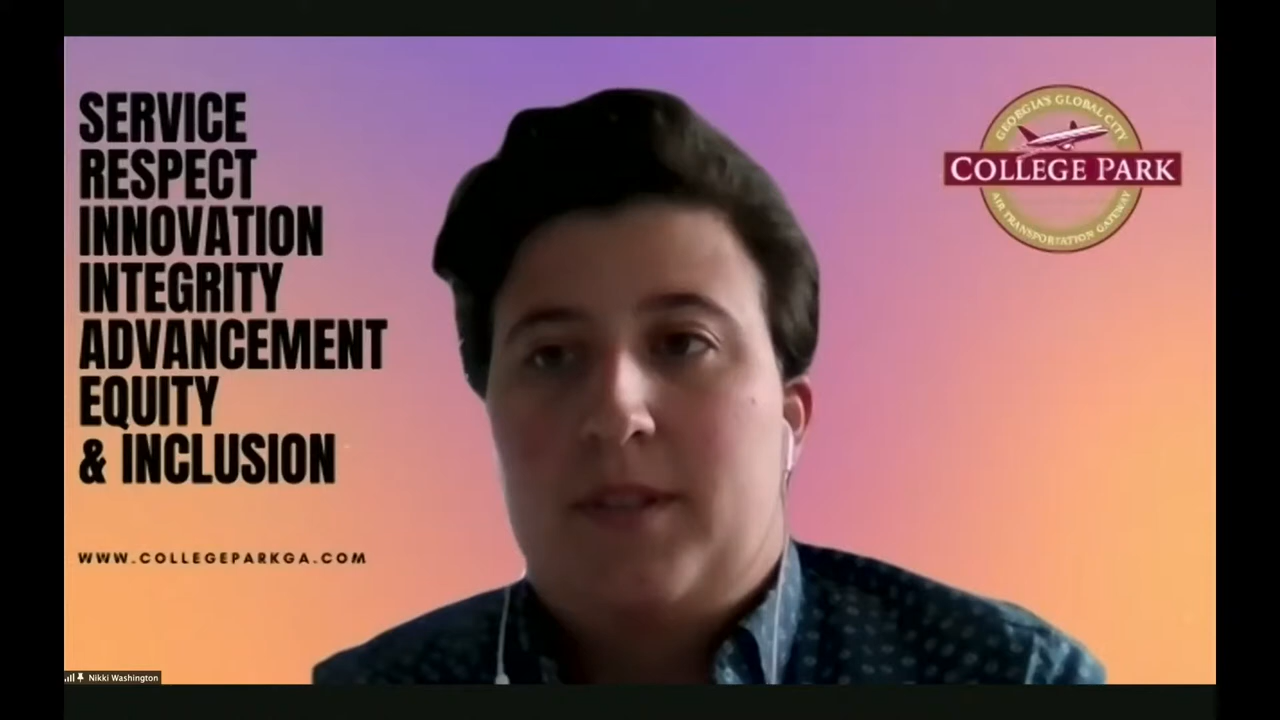 SERVICE
RESPECT
INNOVATION
INTEGRITY
ADVANCEMENT
EQUITY
& INCLUSION
WWW.COLLEGEPARKGA.COM
GEORGIA'S GLOBAL CITY
COLLEGE PARK
AIR TRANSPORTATION GATEWAY
Nikki Washington